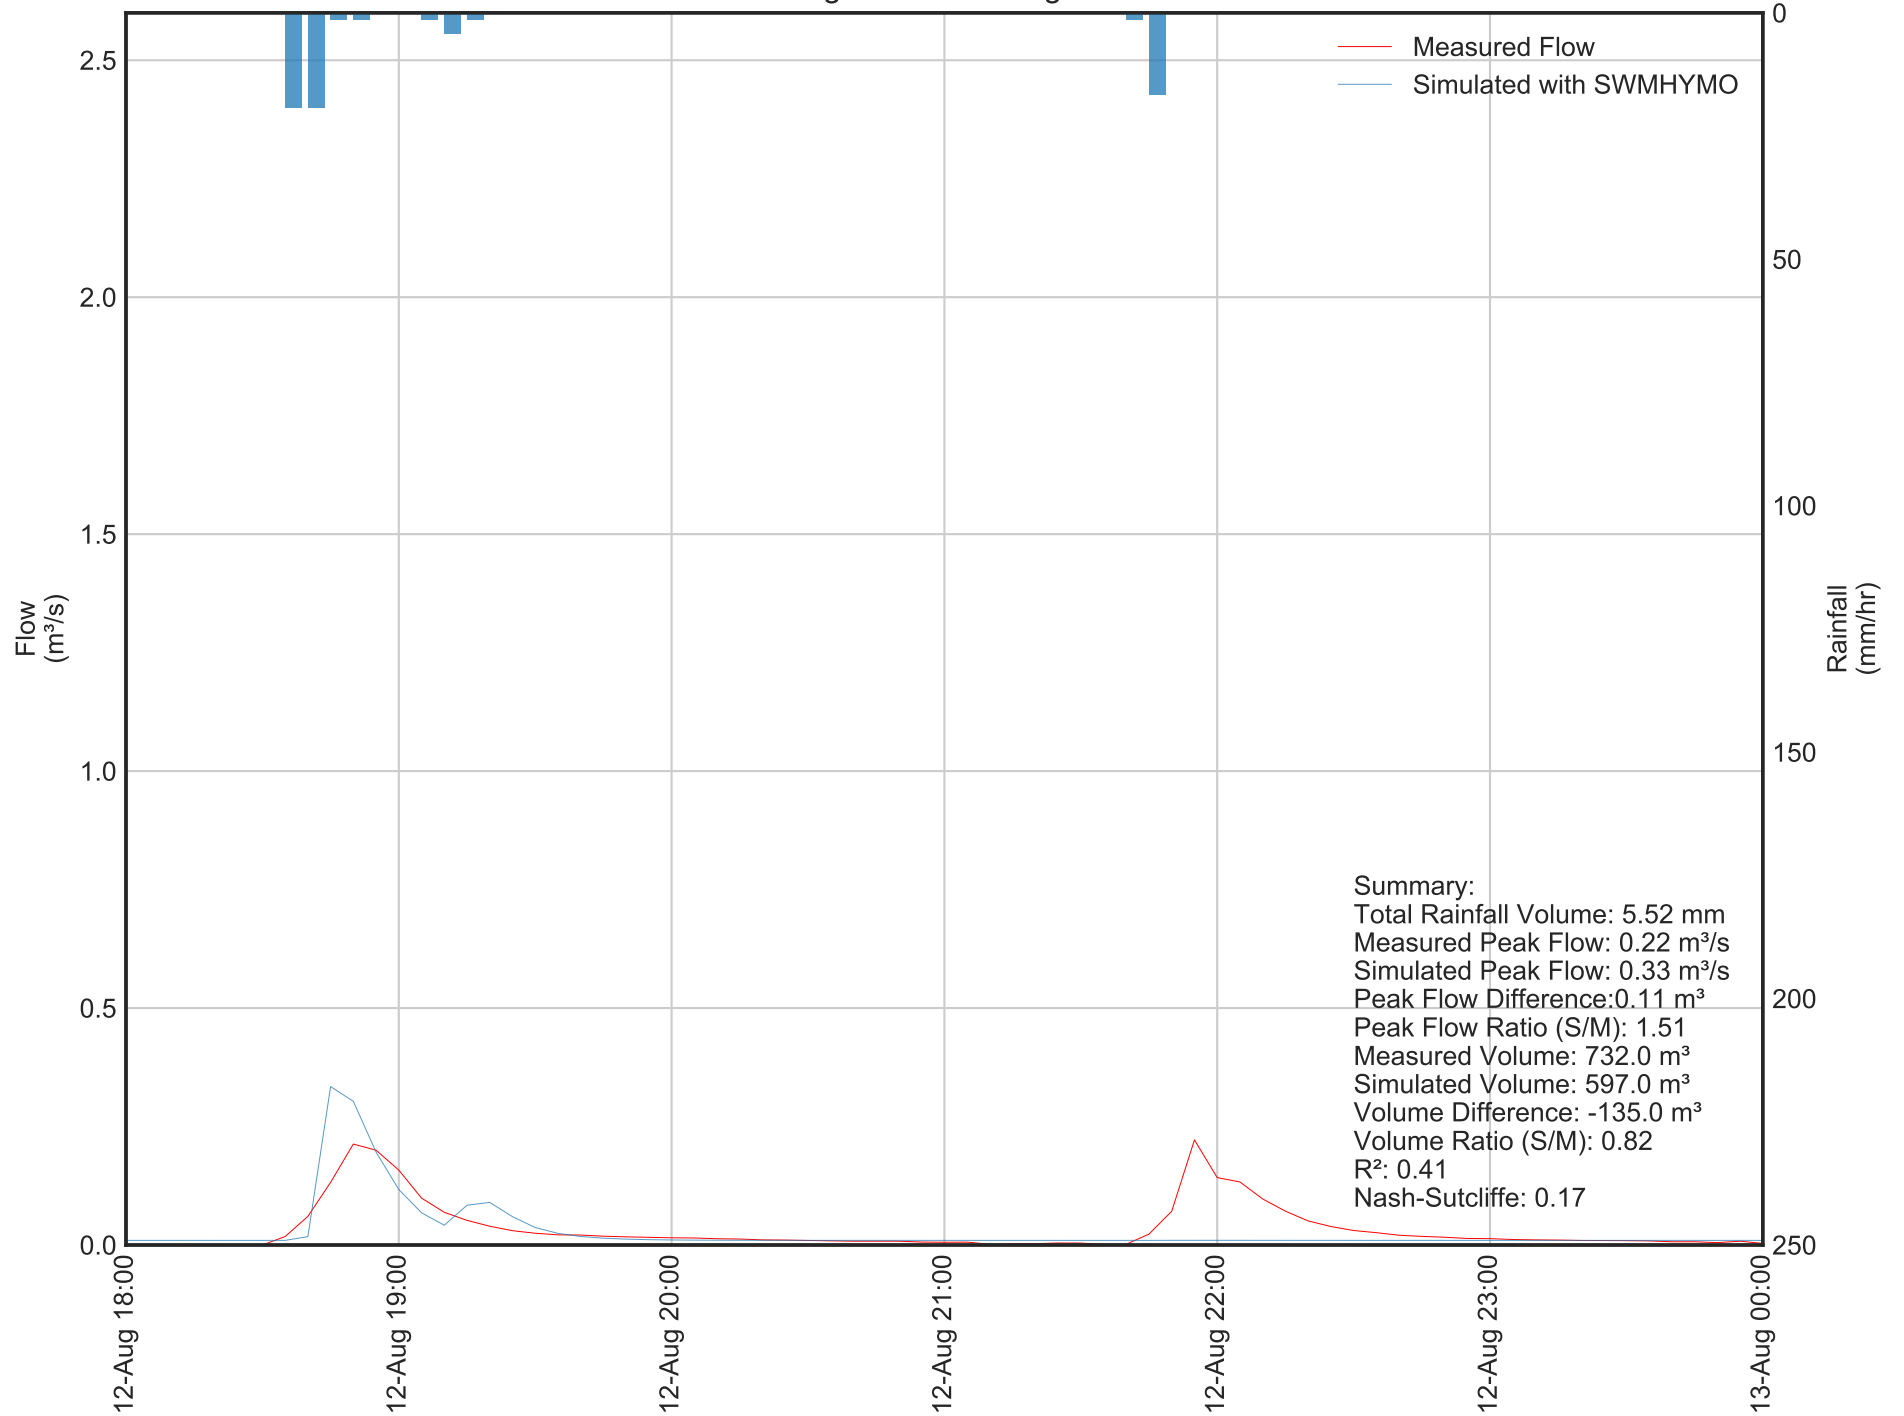 2.5
2.0
1.5
1.0
0.5
0.0
Flow
(m³/s)
0
50
100
150
200
250
Rainfall
(mm/hr)
Measured Flow
Simulated with SWMHYMO
Summary:
Total Rainfall Volume: 5.52 mm
Measured Peak Flow: 0.22 m³/s
Simulated Peak Flow: 0.33 m³/s
Peak Flow Difference:0.11 m³
Peak Flow Ratio (S/M): 1.51
Measured Volume: 732.0 m³
Simulated Volume: 597.0 m³
Volume Difference: -135.0 m³
Volume Ratio (S/M): 0.82
R²: 0.41
Nash-Sutcliffe: 0.17
12-Aug 18:00
12-Aug 19:00
12-Aug 20:00
12-Aug 21:00
12-Aug 22:00
12-Aug 23:00
13-Aug 00:00